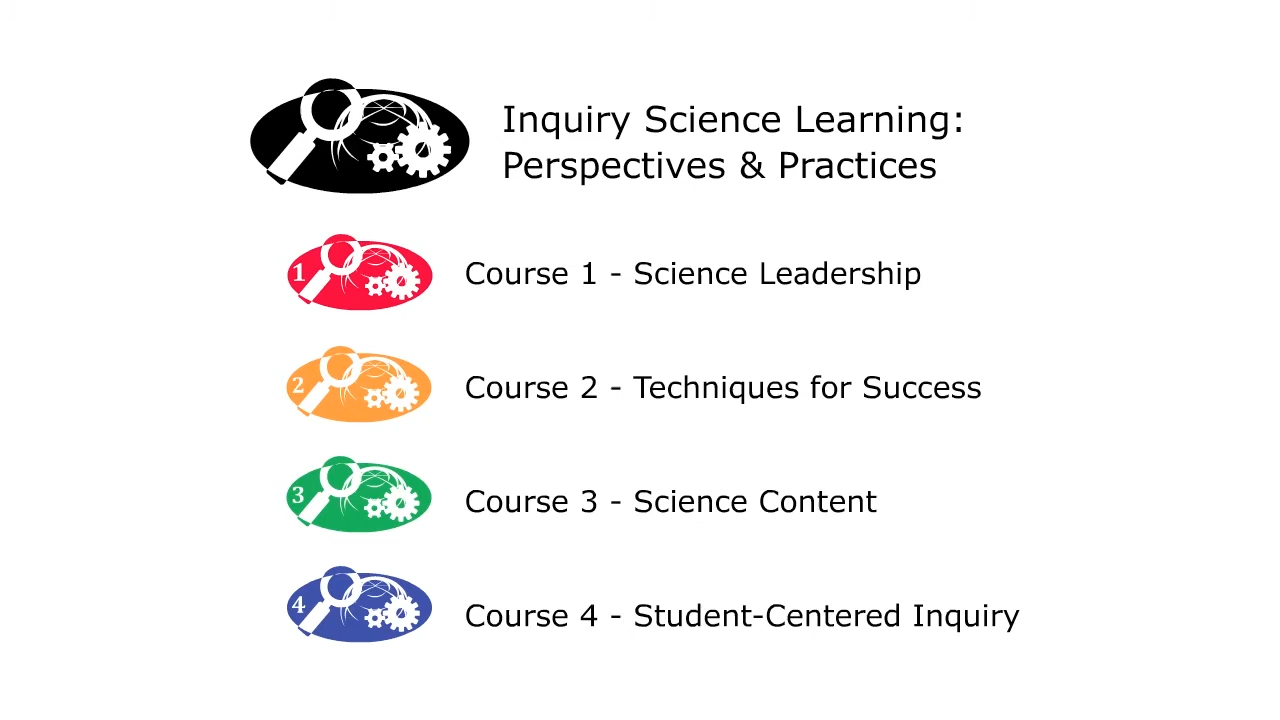 Inquiry Science Learning:
Perspectives & Practices
1
Course 1 - Science Leadership
2
Course 2 - Techniques for Success
3
Course 3 - Science Content
4
Course 4 - Student-Centered Inquiry